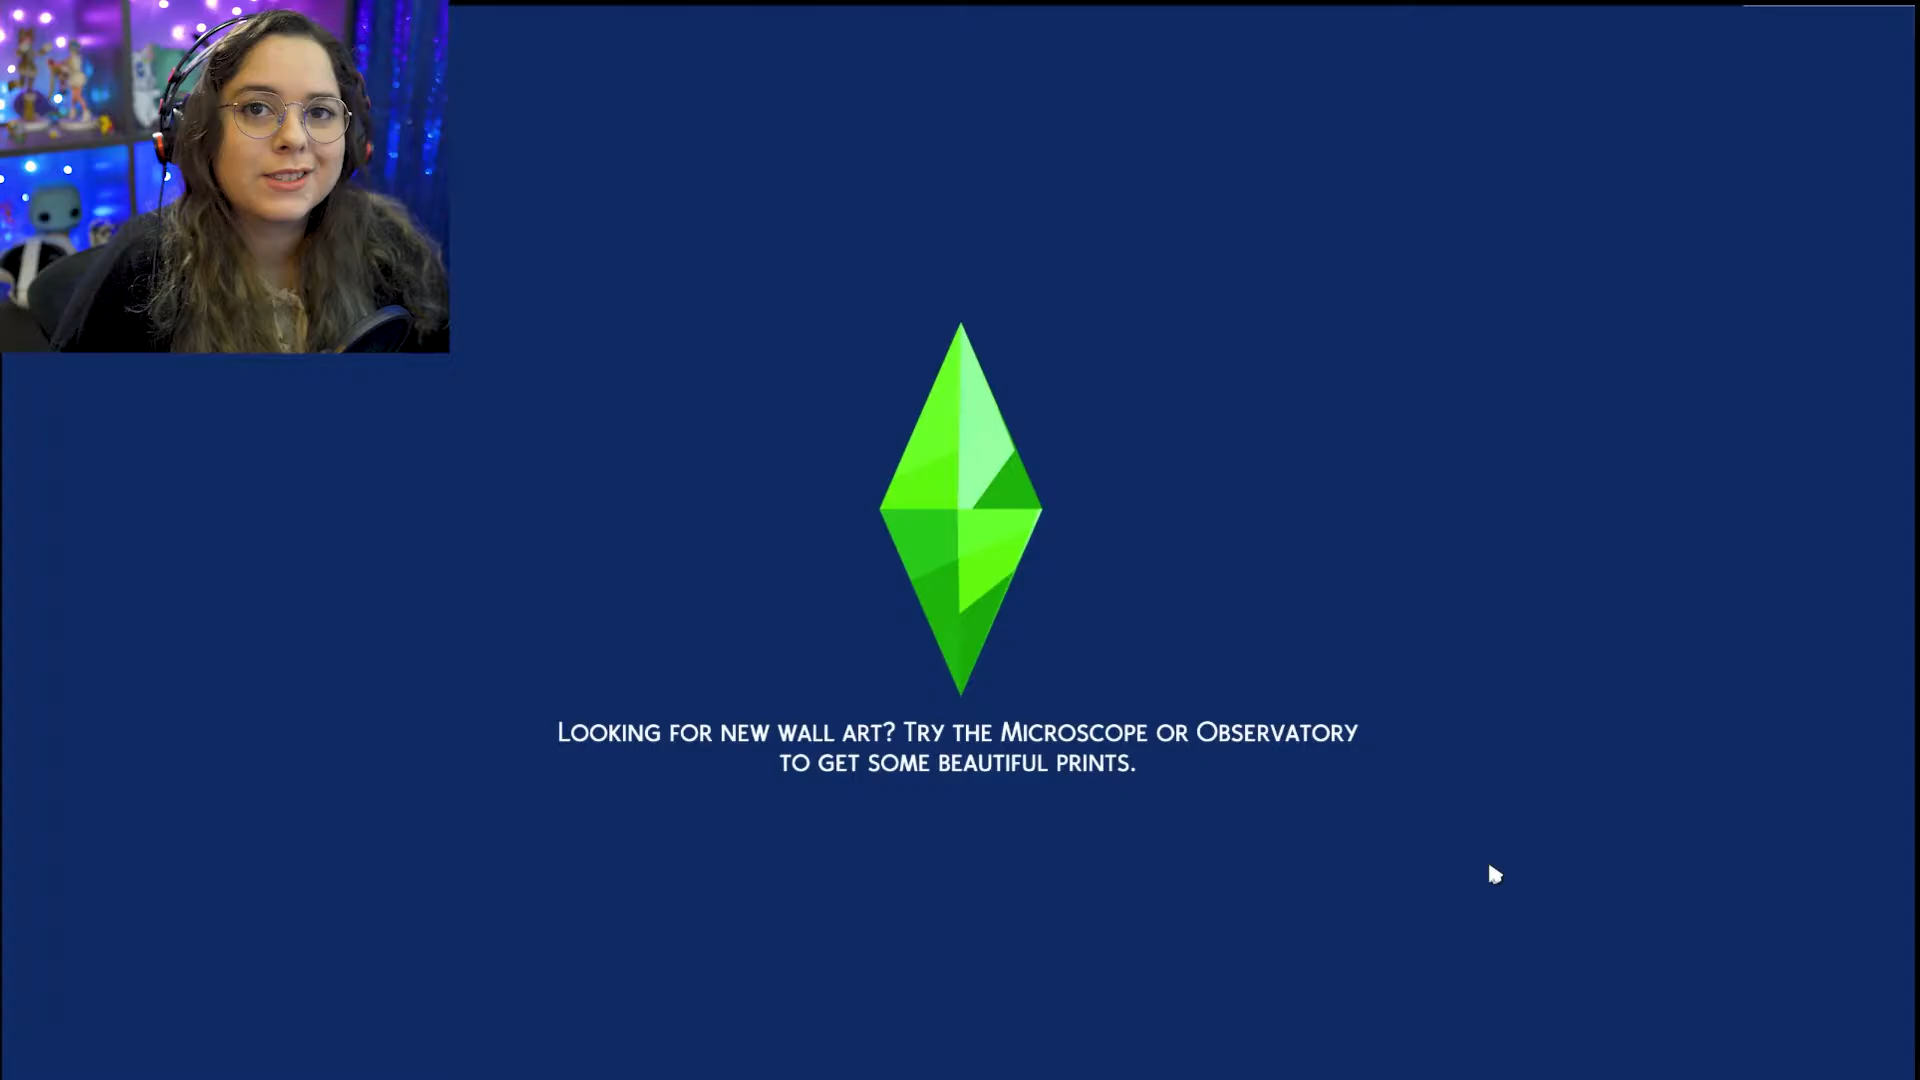 Looking for new wall art? Try the Microscope or Observatory
to get some beautiful prints.